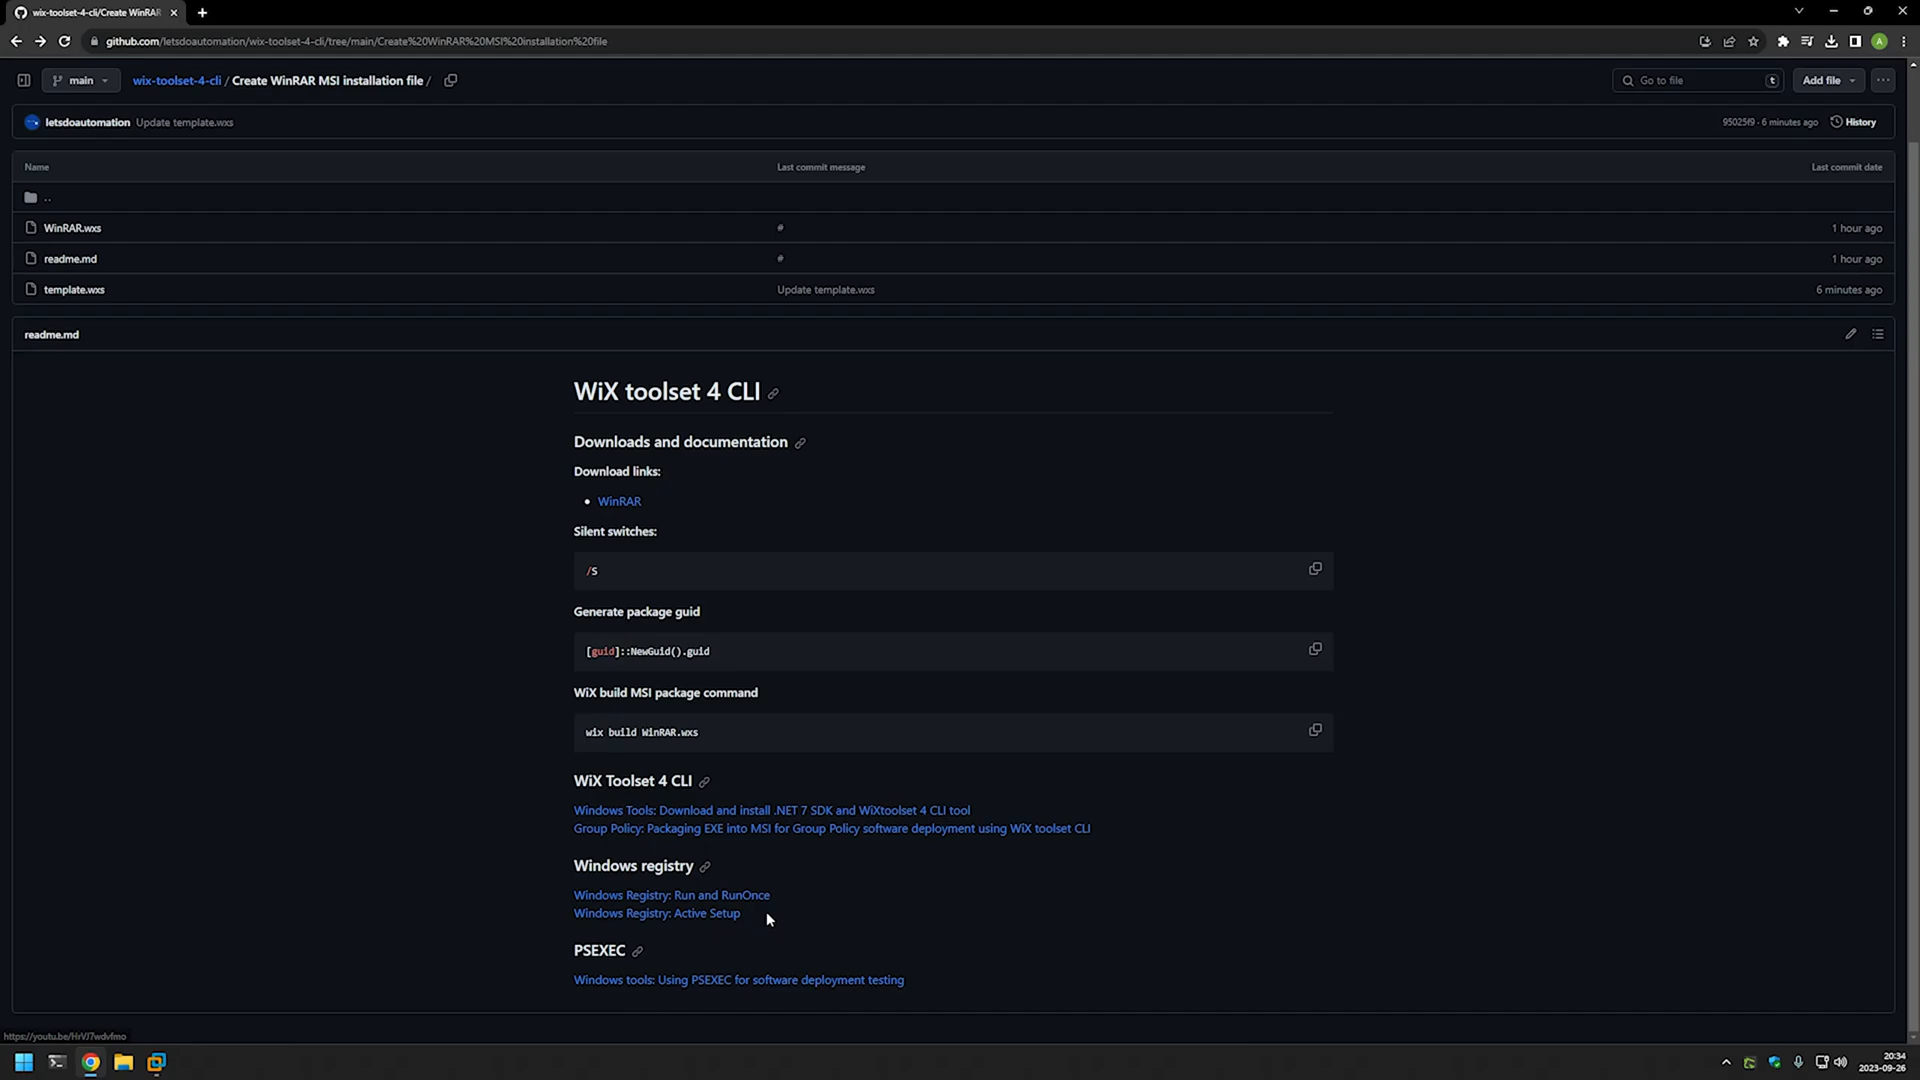 wix-toolset-4-cli/Create WinRAR
github.com/letsdoautomation/wix-toolset-4-cli/tree/main/Create%20WinRAR%20MSI%20installation%20file
A
main
wix-toolset-4-cli / Create WinRAR MSI installation file /
Go to file
t
Add file
letsdoautomation Update template.wxs
95025f9 · 6 minutes ago
History
Name Last commit message Last commit date
..
WinRAR.wxs # 1 hour ago
readme.md # 1 hour ago
template.wxs Update template.wxs 6 minutes ago
readme.md
WiX toolset 4 CLI
Downloads and documentation
Download links:
• WinRAR
Silent switches:
/S
Generate package guid
[guid]::NewGuid().guid
WiX build MSI package command
wix build WinRAR.wxs
WiX Toolset 4 CLI
Windows Tools: Download and install .NET 7 SDK and WiXtoolset 4 CLI tool
Group Policy: Packaging EXE into MSI for Group Policy software deployment using WiX toolset CLI
Windows registry
Windows Registry: Run and RunOnce
Windows Registry: Active Setup
PSEXEC
Windows tools: Using PSEXEC for software deployment testing
https://youtu.be/HrVJ7wdvfmo
20:34
2023-09-26